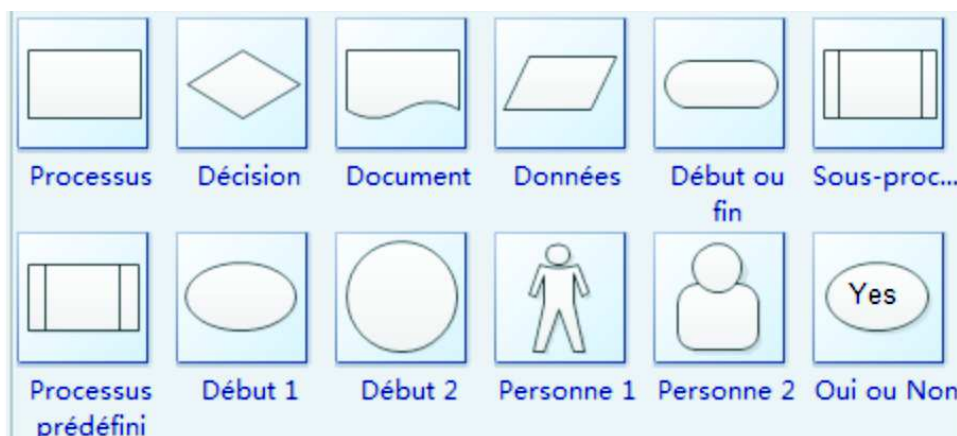 Processus
Décision
Document
Données
Début ou
fin
Sous-proc...
Yes
Processus
prédéfini
Début 1
Début 2
Personne 1
Personne 2
Oui ou Non